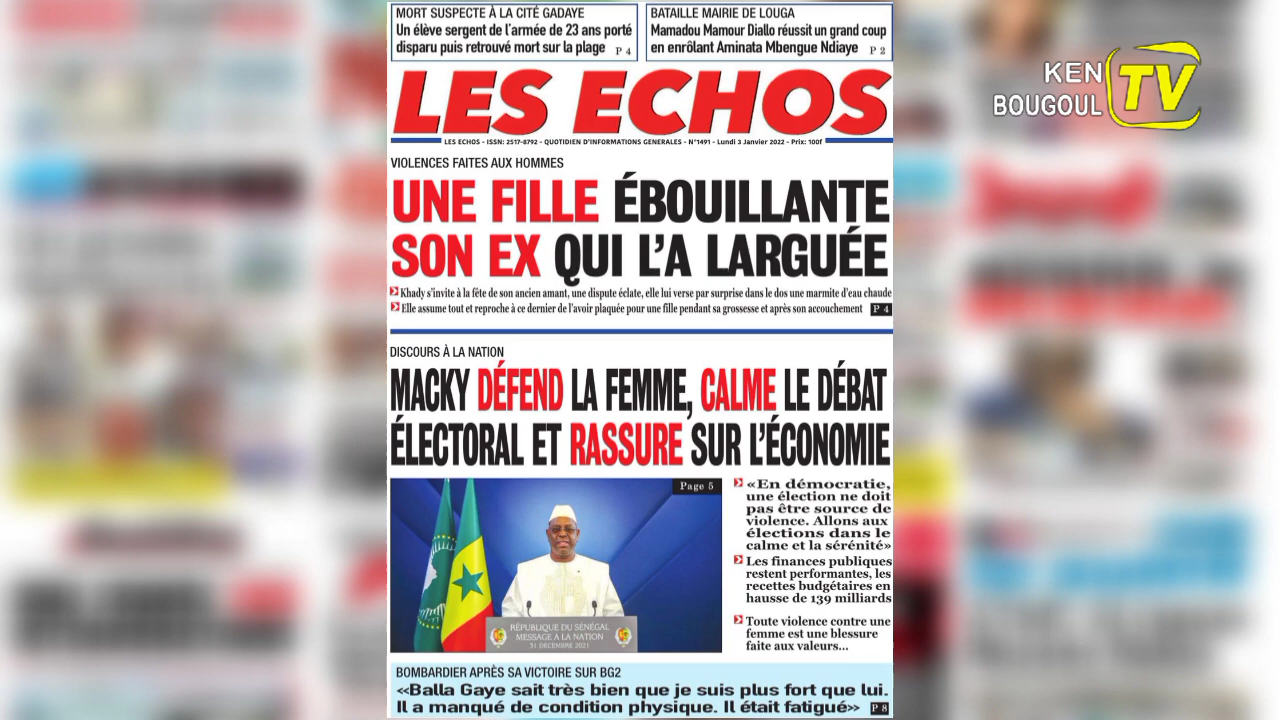 MORT SUSPECTE À LA CITÉ GADAYE
Un élève sergent de l'armée de 23 ans porté
disparu puis retrouvé mort sur la plage P 4
BATAILLE MAIRIE DE LOUGA
Mamadou Mamour Diallo réussit un grand coup
en enrôlant Aminata Mbengue Ndiaye P 2
KEN
BOUGOUL
TV
LES ECHOS
LES ECHOS - ISSN: 2517-8792 - QUOTIDIEN D'INFORMATIONS GENERALES - N°1491 - Lundi 3 Janvier 2022 - Prix: 100f
VIOLENCES FAITES AUX HOMMES
UNE FILLE ÉBOUILLANTE
SON EX QUI L'A LARGUÉE
Khady s'invite à la fête de son ancien amant, une dispute éclate, elle lui verse par surprise dans le dos une marmite d'eau chaude
Elle assume tout et reproche à ce dernier de l'avoir plaquée pour une fille pendant sa grossesse et après son accouchement P 4
DISCOURS À LA NATION
MACKY DÉFEND LA FEMME, CALME LE DÉBAT
ÉLECTORAL ET RASSURE SUR L'ÉCONOMIE
Page 5
RÉPUBLIQUE DU SÉNÉGAL
MESSAGE A LA NATION
31 DÉCEMBRE 2021
«En démocratie,
une élection ne doit
pas être source de
violence. Allons aux
élections dans le
calme et la sérénité»
Les finances publiques
restent performantes, les
recettes budgétaires en
hausse de 139 milliards
Toute violence contre une
femme est une blessure
faite aux valeurs...
BOMBARDIER APRÈS SA VICTOIRE SUR BG2
«Balla Gaye sait très bien que je suis plus fort que lui.
Il a manqué de condition physique. Il était fatigué» P 8